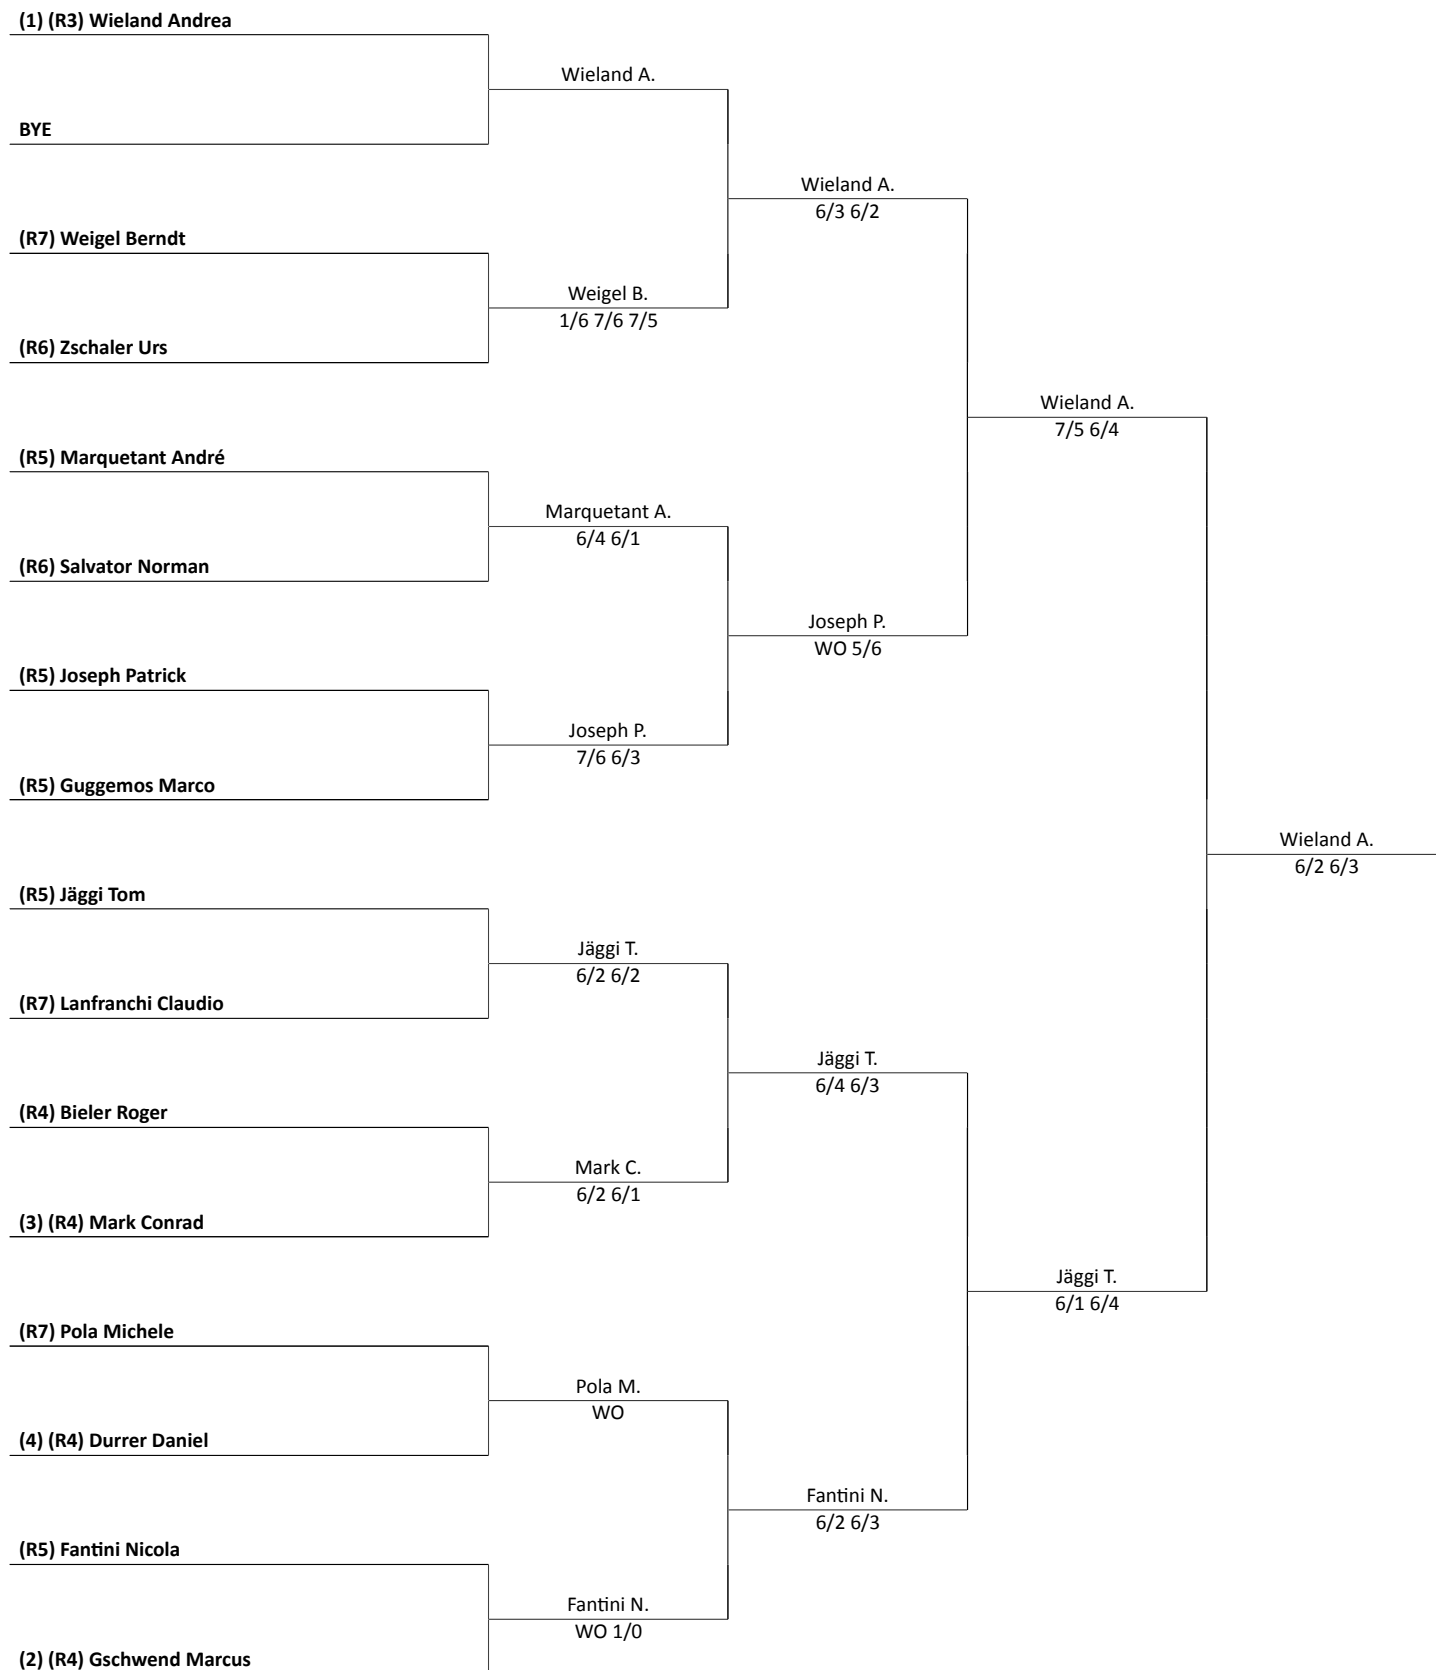 (1) (R3) Wieland Andrea
Wieland A.
BYE
Wieland A.
6/3 6/2
(R7) Weigel Berndt
Weigel B.
1/6 7/6 7/5
(R6) Zschaler Urs
Wieland A.
7/5 6/4
(R5) Marquetant André
Marquetant A.
6/4 6/1
(R6) Salvator Norman
Joseph P.
WO 5/6
(R5) Joseph Patrick
Joseph P.
7/6 6/3
(R5) Guggemos Marco
Wieland A.
6/2 6/3
(R5) Jäggi Tom
Jäggi T.
6/2 6/2
(R7) Lanfranchi Claudio
Jäggi T.
6/4 6/3
(R4) Bieler Roger
Mark C.
6/2 6/1
(3) (R4) Mark Conrad
Jäggi T.
6/1 6/4
(R7) Pola Michele
Pola M.
WO
(4) (R4) Durrer Daniel
Fantini N.
6/2 6/3
(R5) Fantini Nicola
Fantini N.
WO 1/0
(2) (R4) Gschwend Marcus